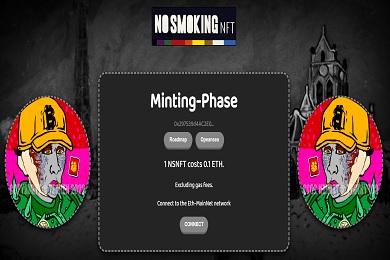 NO SMOKING NFT
Minting-Phase
Roadmap Opensea
1 NSNFT costs 0.1 ETH.
Excluding gas fees.
Connect to the Eth-MainNet network
CONNECT